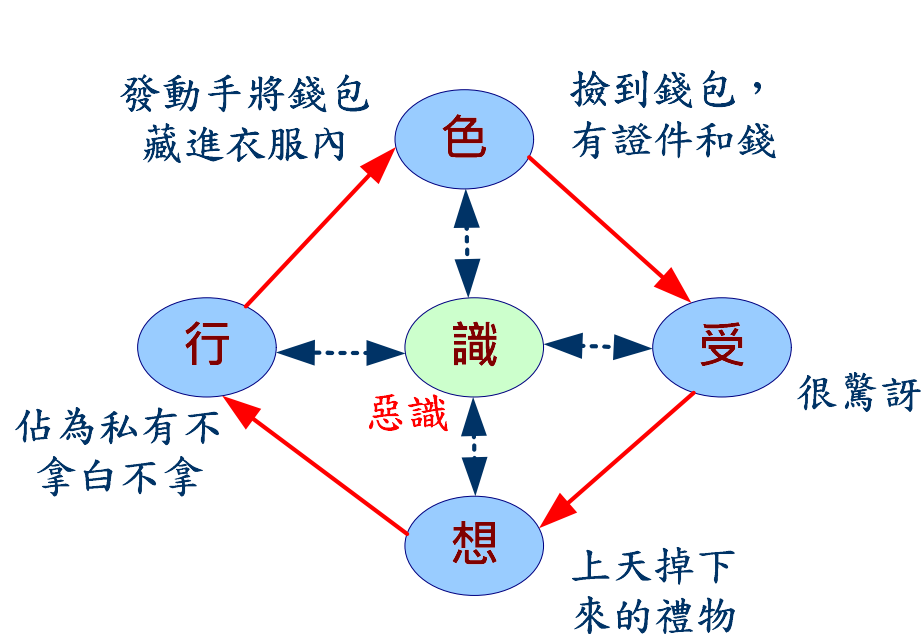 發動手將錢包
藏進衣服內
色
撿到錢包，
有證件和錢
行
識
受
惡識
很驚訝
佔為私有不
拿白不拿
想
上天掉下
來的禮物